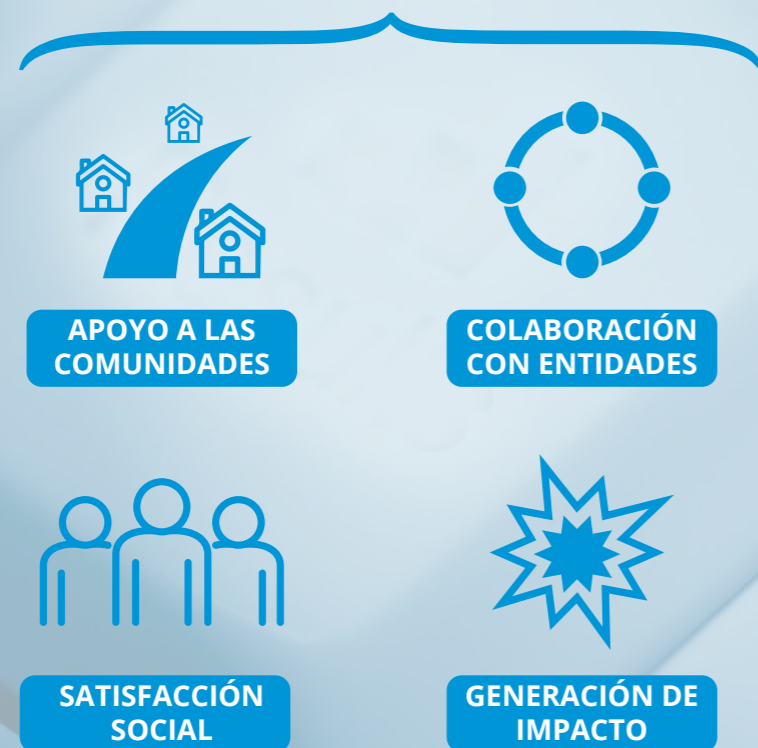 APOYO A LAS
COMUNIDADES
COLABORACIÓN
CON ENTIDADES
SATISFACCIÓN
SOCIAL
GENERACIÓN DE
IMPACTO